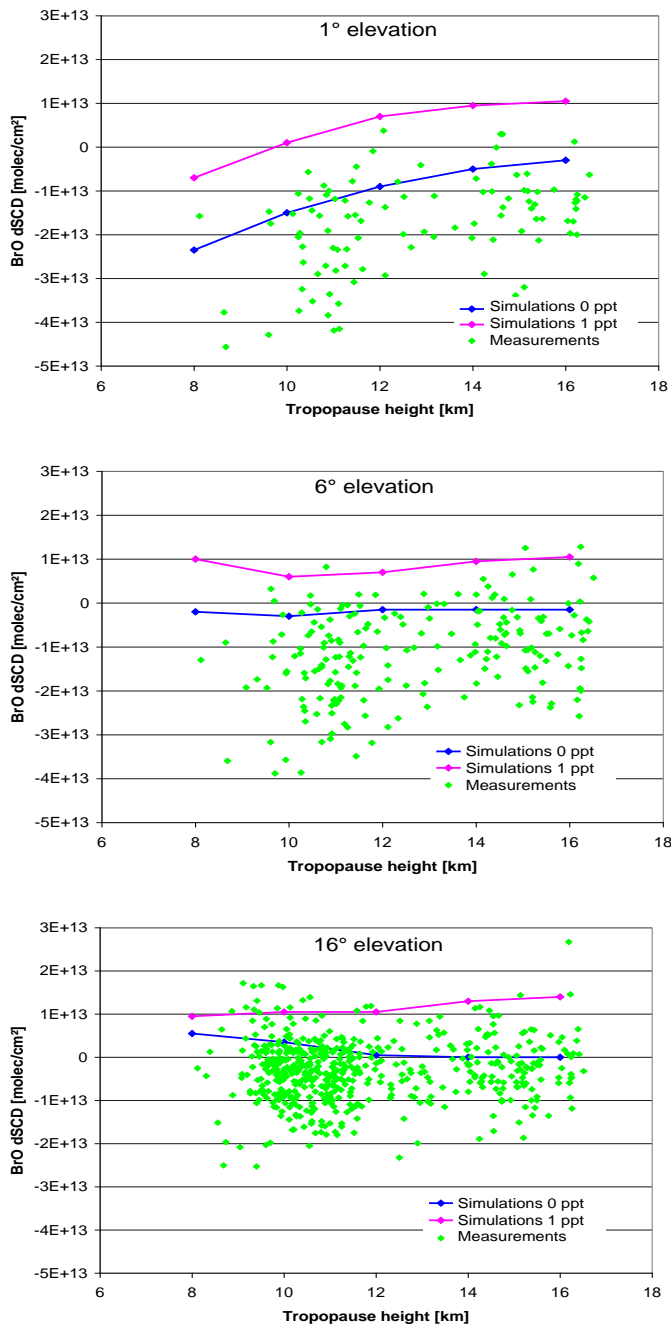 1° elevation
3E+13
2E+13
1E+13
0
-1E+13
-2E+13
-3E+13
-4E+13
-5E+13
BrO dSCD [molec/cm²]
Simulations 0 ppt
Simulations 1 ppt
Measurements
6 8 10 12 14 16 18
Tropopause height [km]
6° elevation
3E+13
2E+13
1E+13
0
-1E+13
-2E+13
-3E+13
-4E+13
-5E+13
BrO dSCD [molec/cm²]
Simulations 0 ppt
Simulations 1 ppt
Measurements
6 8 10 12 14 16 18
Tropopause height [km]
16° elevation
3E+13
2E+13
1E+13
0
-1E+13
-2E+13
-3E+13
-4E+13
-5E+13
BrO dSCD [molec/cm²]
Simulations 0 ppt
Simulations 1 ppt
Measurements
6 8 10 12 14 16 18
Tropopause height [km]